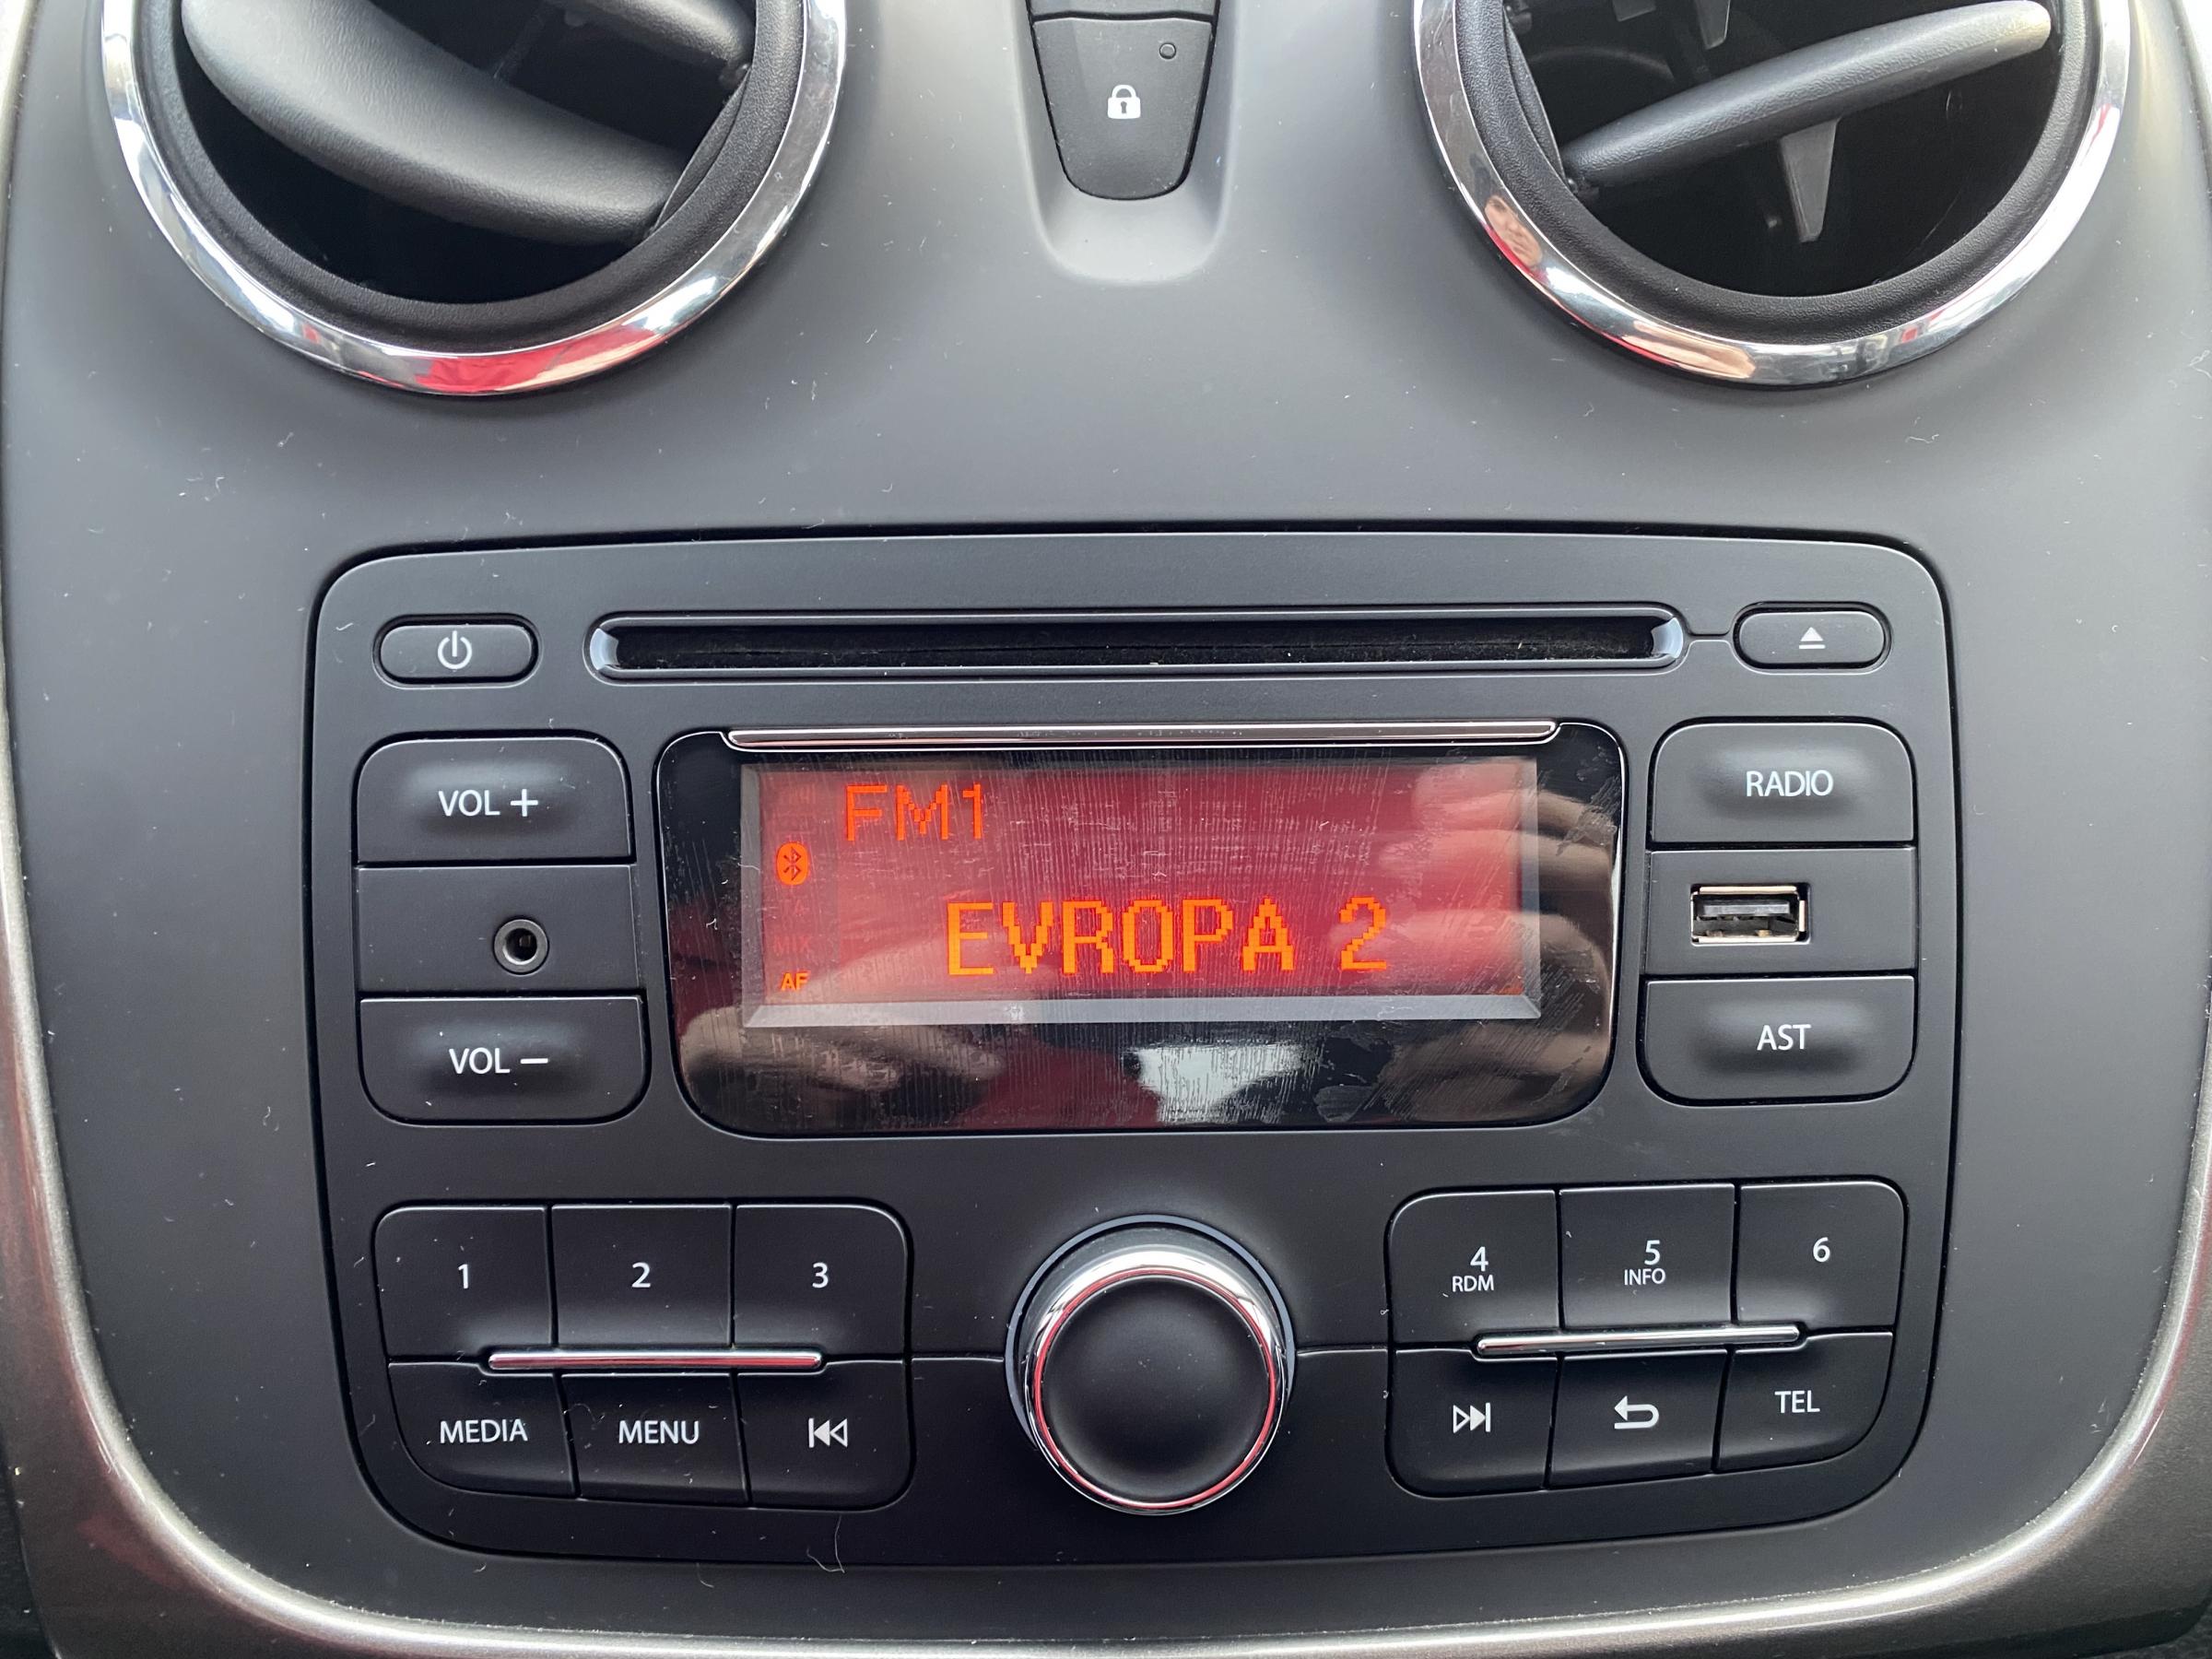 VOL +
VOL −
FM1
MIX
AF
EVROPA 2
RADIO
AST
1
2
3
MEDIA
MENU
4
RDM
5
INFO
6
TEL